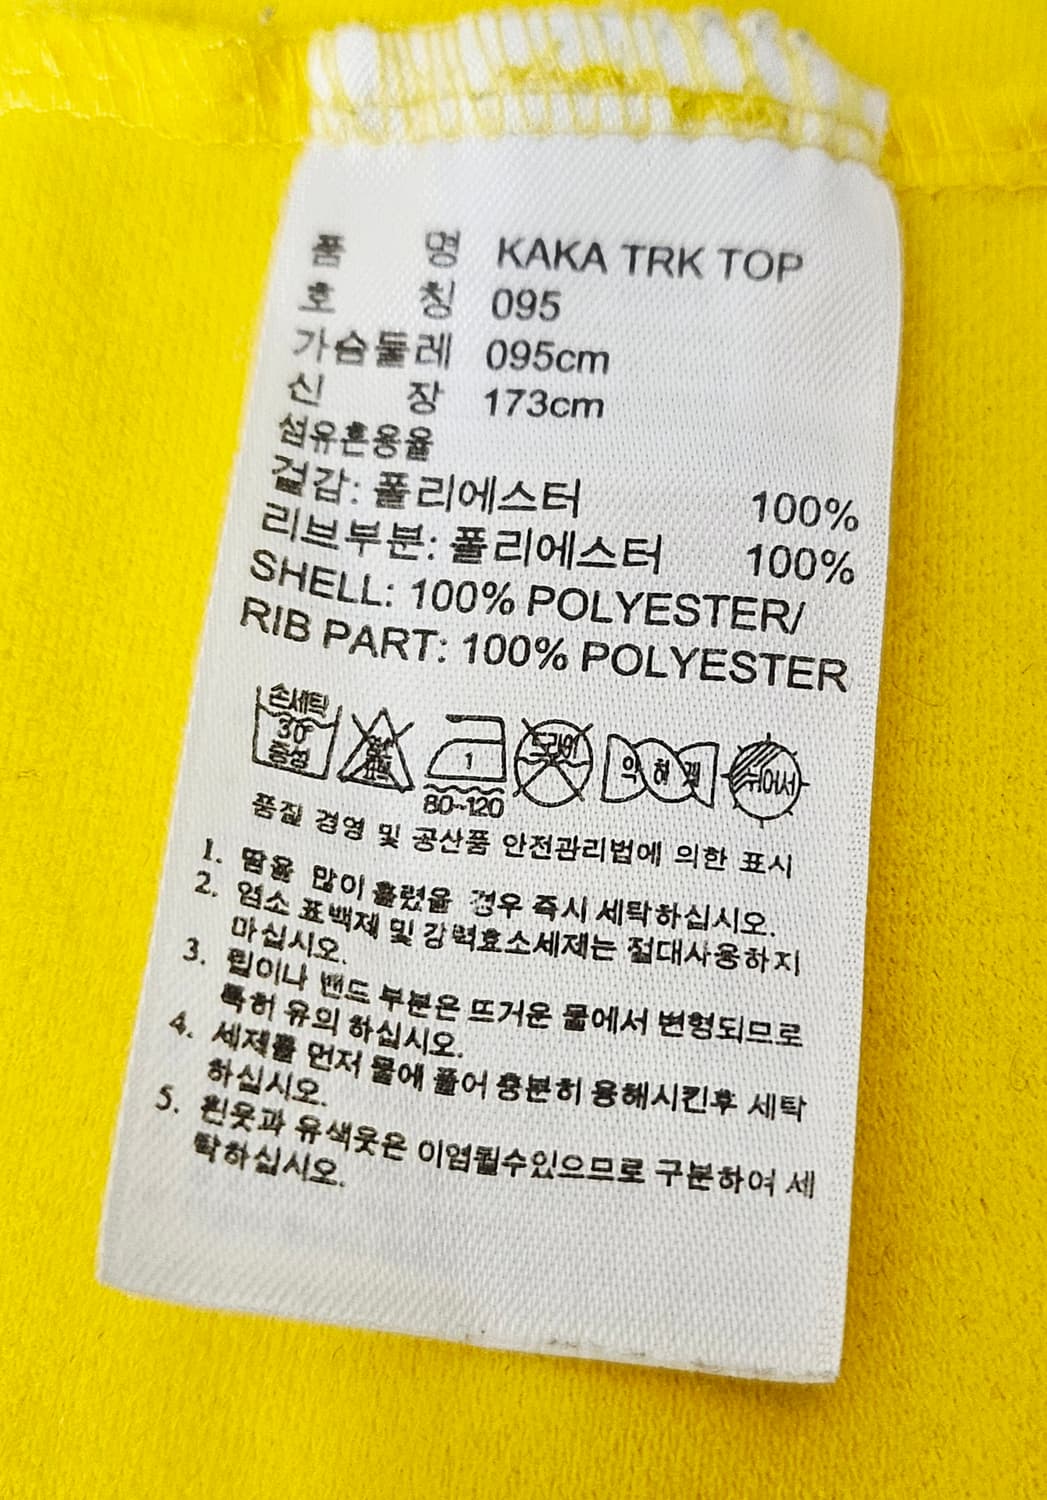 품 명 KAKA TRK TOP
호 칭 095
가슴둘레 095cm
신 장 173cm
섬유혼용율
겉감: 폴리에스터 100%
리브부분: 폴리에스터 100%
SHELL: 100% POLYESTER/
RIB PART: 100% POLYESTER
손세탁 30° 중성
80~120 1
드라이
약하게
뉘어서
품질 경영 및 공산품 안전관리법에 의한 표시
1. 땀을 많이 흘렸을 경우 즉시 세탁하십시오.
2. 염소 표백제 및 강력효소세제는 절대사용하지
마십시오.
3. 립이나 밴드 부분은 뜨거운 물에서 변형되므로
특히 유의 하십시오.
4. 세제를 먼저 물에 풀어 충분히 용해시킨후 세탁
하십시오.
5. 흰옷과 유색옷은 이염될수있으므로 구분하여 세
탁하십시오.